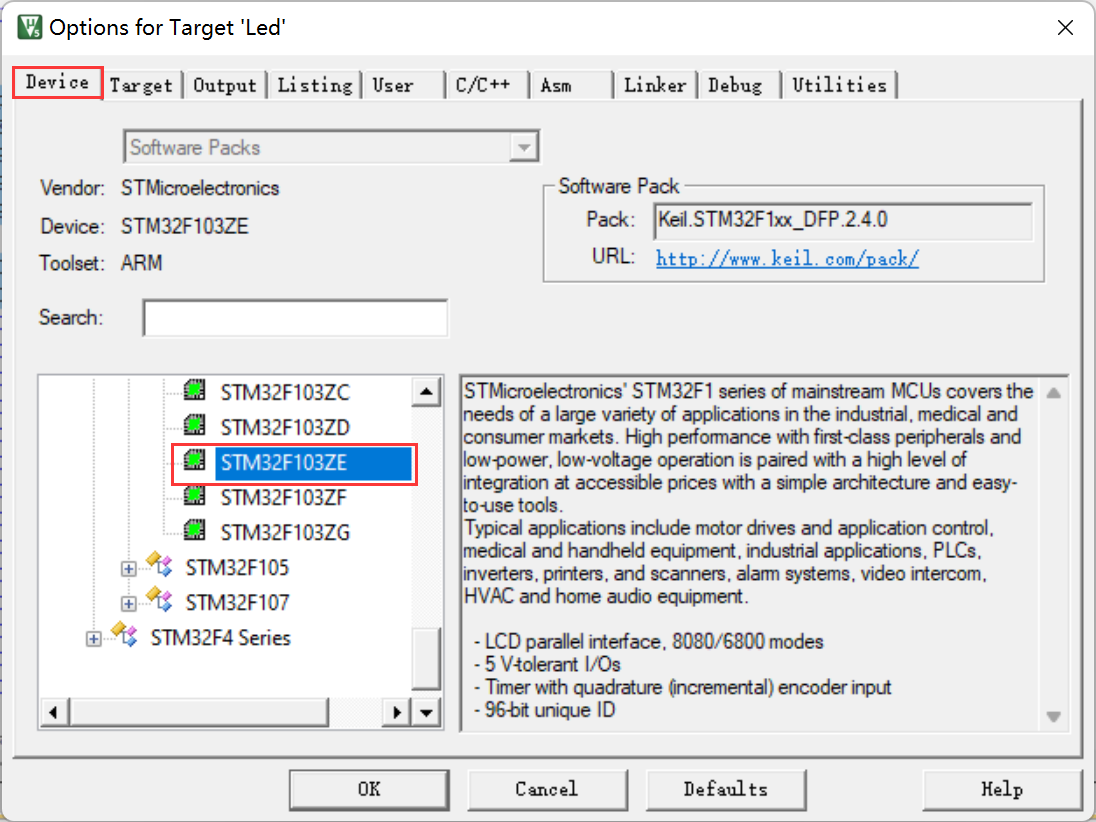 Options for Target 'Led'
Device Target Output Listing User C/C++ Asm Linker Debug Utilities
Software Packs
Vendor: STMicroelectronics
Device: STM32F103ZE
Toolset: ARM
Software Pack
Pack: Keil.STM32F1xx_DFP.2.4.0
URL: http://www.keil.com/pack/
Search:
STM32F103ZC
STM32F103ZD
STM32F103ZE
STM32F103ZF
STM32F103ZG
STM32F105
STM32F107
STM32F4 Series
STMicroelectronics' STM32F1 series of mainstream MCUs covers the
needs of a large variety of applications in the industrial, medical and
consumer markets. High performance with first-class peripherals and
low-power, low-voltage operation is paired with a high level of
integration at accessible prices with a simple architecture and easy-
to-use tools.
Typical applications include motor drives and application control,
medical and handheld equipment, industrial applications, PLCs,
inverters, printers, and scanners, alarm systems, video intercom,
HVAC and home audio equipment.
- LCD parallel interface, 8080/6800 modes
- 5 V-tolerant I/Os
- Timer with quadrature (incremental) encoder input
- 96-bit unique ID
OK Cancel Defaults Help